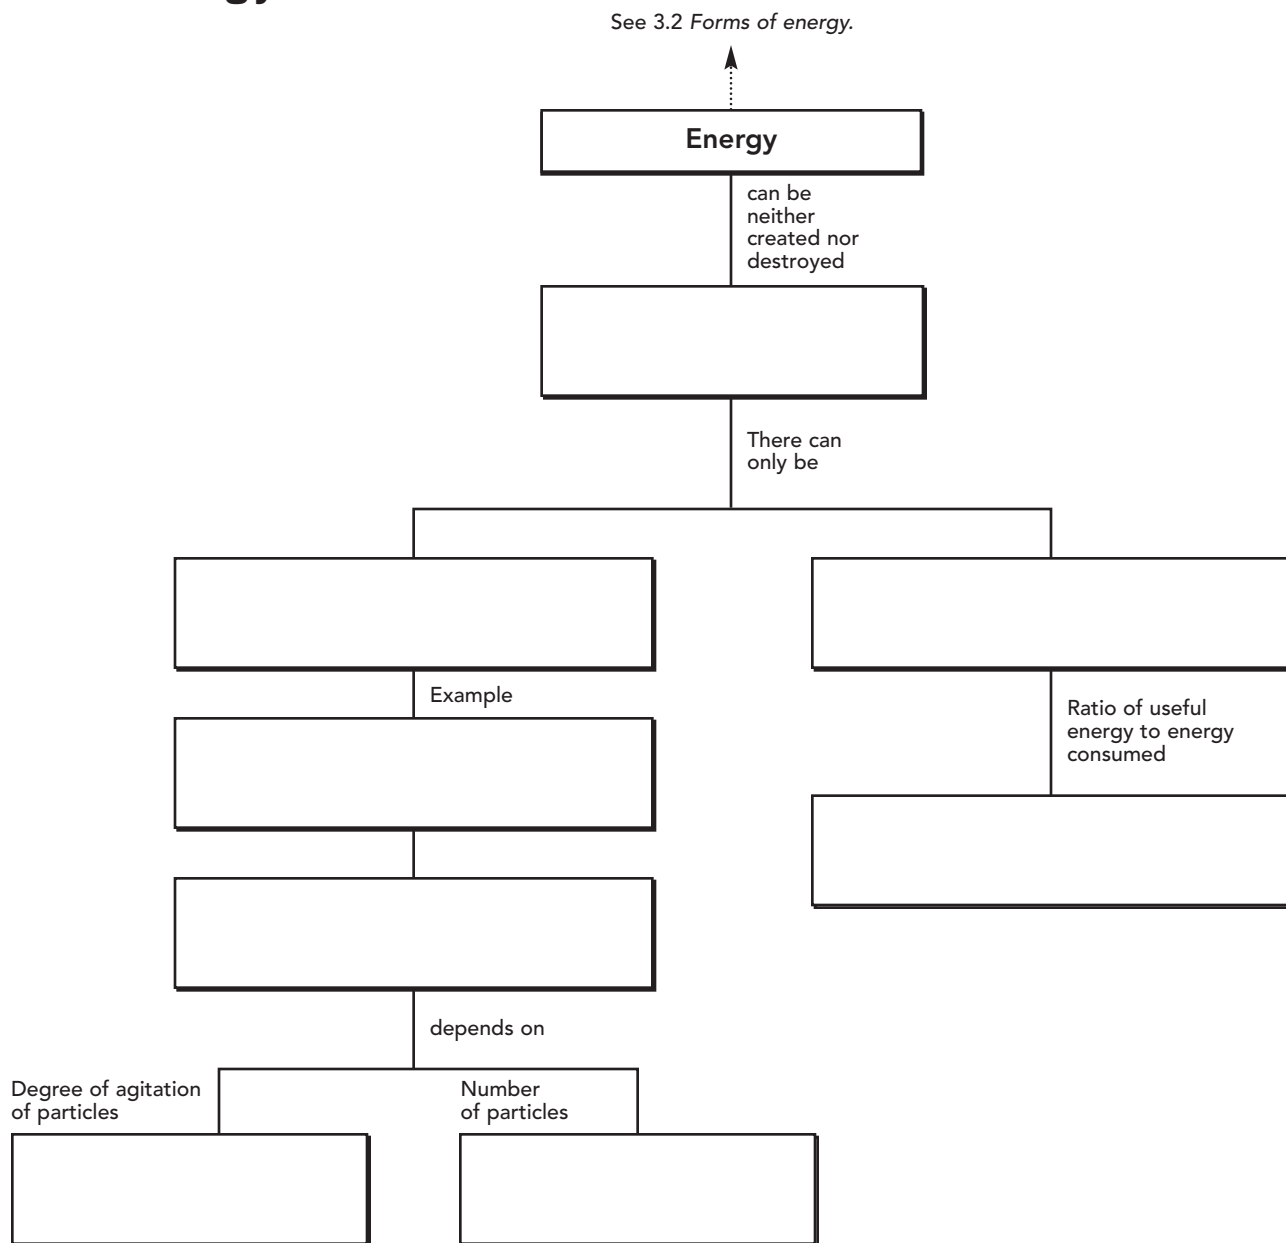 See 3.2 Forms of energy.
Energy
can be
neither
created nor
destroyed
There can
only be
Example
Ratio of useful
energy to energy
consumed
depends on
Degree of agitation
of particles
Number
of particles